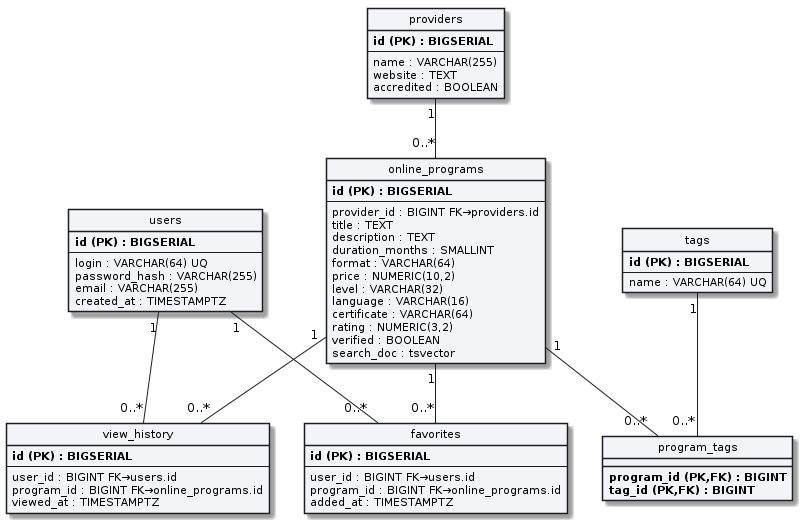 providers
id (PK) : BIGSERIAL
name : VARCHAR(255)
website : TEXT
accredited : BOOLEAN
1
0..*
online_programs
id (PK) : BIGSERIAL
provider_id : BIGINT FK→providers.id
title : TEXT
description : TEXT
duration_months : SMALLINT
format : VARCHAR(64)
price : NUMERIC(10,2)
level : VARCHAR(32)
language : VARCHAR(16)
certificate : VARCHAR(64)
rating : NUMERIC(3,2)
verified : BOOLEAN
search_doc : tsvector
users
id (PK) : BIGSERIAL
login : VARCHAR(64) UQ
password_hash : VARCHAR(255)
email : VARCHAR(255)
created_at : TIMESTAMPTZ
tags
id (PK) : BIGSERIAL
name : VARCHAR(64) UQ
1
1
1
1
1
1
0..*
0..*
0..*
0..*
0..*
0..*
view_history
id (PK) : BIGSERIAL
user_id : BIGINT FK→users.id
program_id : BIGINT FK→online_programs.id
viewed_at : TIMESTAMPTZ
favorites
id (PK) : BIGSERIAL
user_id : BIGINT FK→users.id
program_id : BIGINT FK→online_programs.id
added_at : TIMESTAMPTZ
program_tags
program_id (PK,FK) : BIGINT
tag_id (PK,FK) : BIGINT